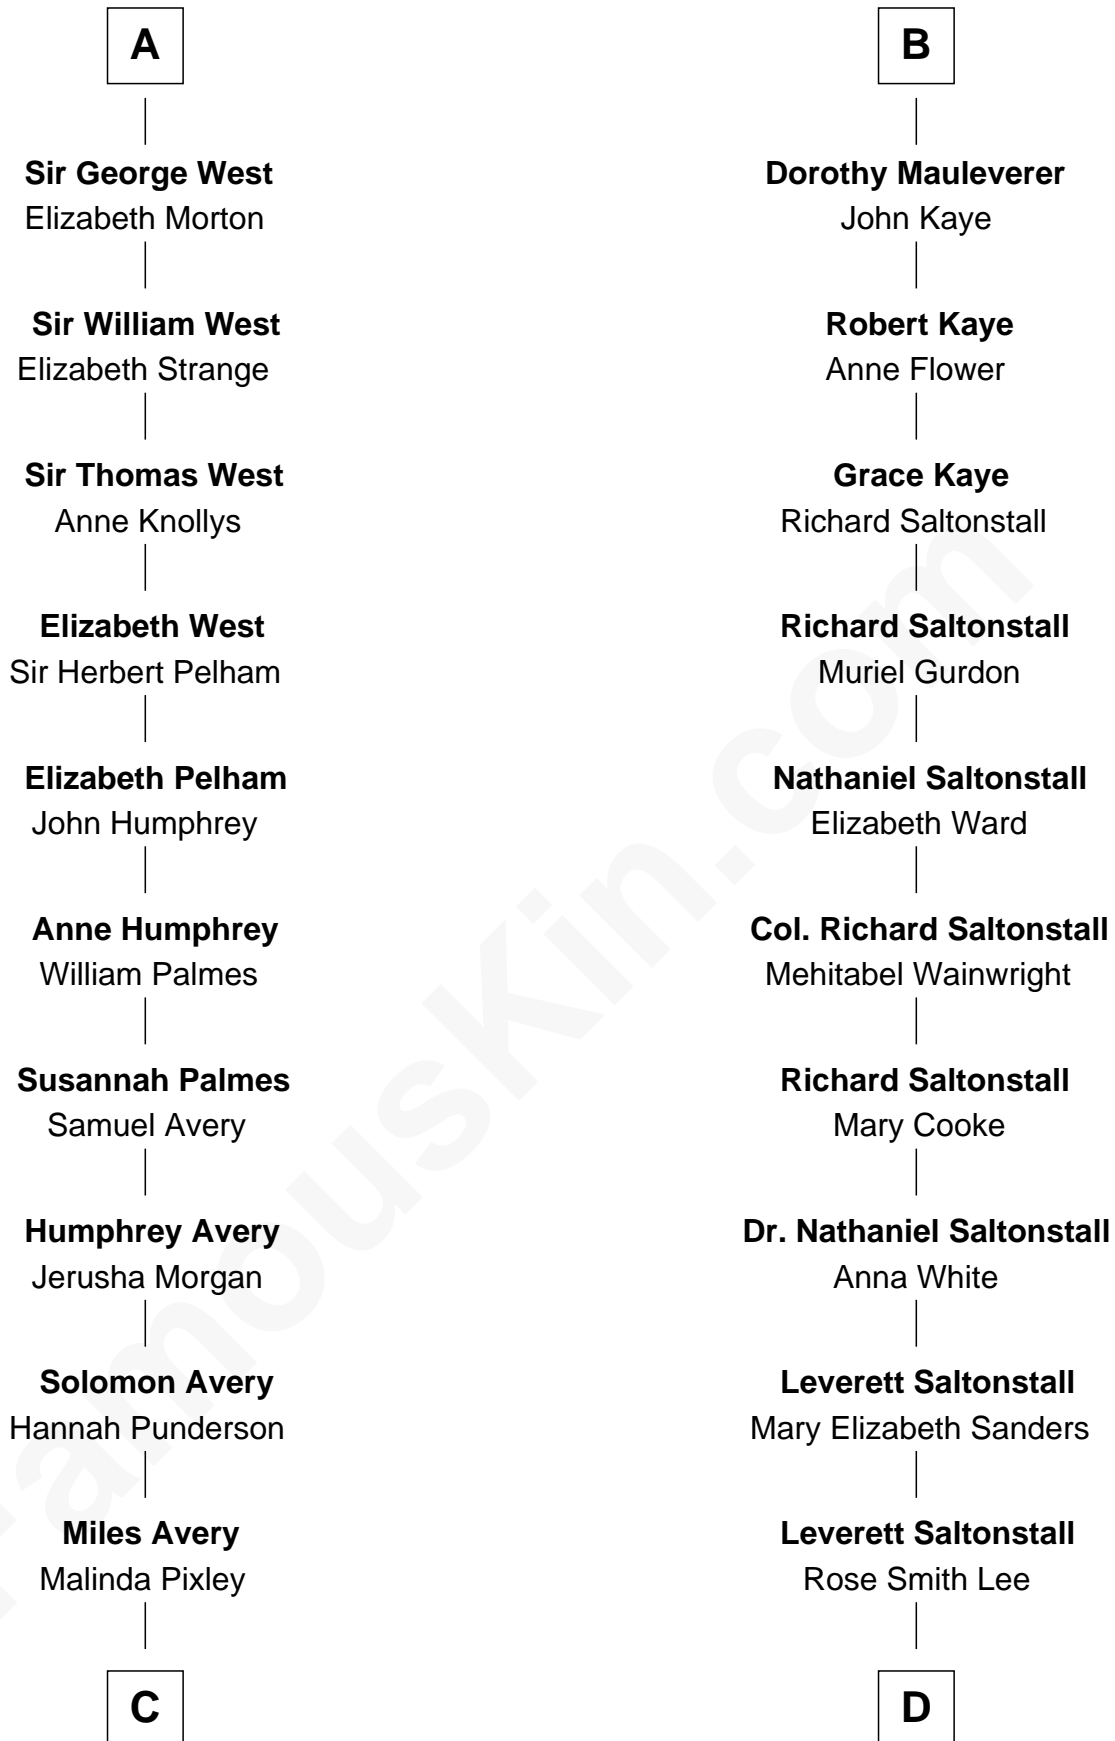 A
Sir George West
Elizabeth Morton
Sir William West
Elizabeth Strange
Sir Thomas West
Anne Knollys
Elizabeth West
Sir Herbert Pelham
Elizabeth Pelham
John Humphrey
Anne Humphrey
William Palmes
Susannah Palmes
Samuel Avery
Humphrey Avery
Jerusha Morgan
Solomon Avery
Hannah Punderson
Miles Avery
Malinda Pixley
C
B
Dorothy Mauleverer
John Kaye
Robert Kaye
Anne Flower
Grace Kaye
Richard Saltonstall
Richard Saltonstall
Muriel Gurdon
Nathaniel Saltonstall
Elizabeth Ward
Col. Richard Saltonstall
Mehitabel Wainwright
Richard Saltonstall
Mary Cooke
Dr. Nathaniel Saltonstall
Anna White
Leverett Saltonstall
Mary Elizabeth Sanders
Leverett Saltonstall
Rose Smith Lee
D
FamousKin.com